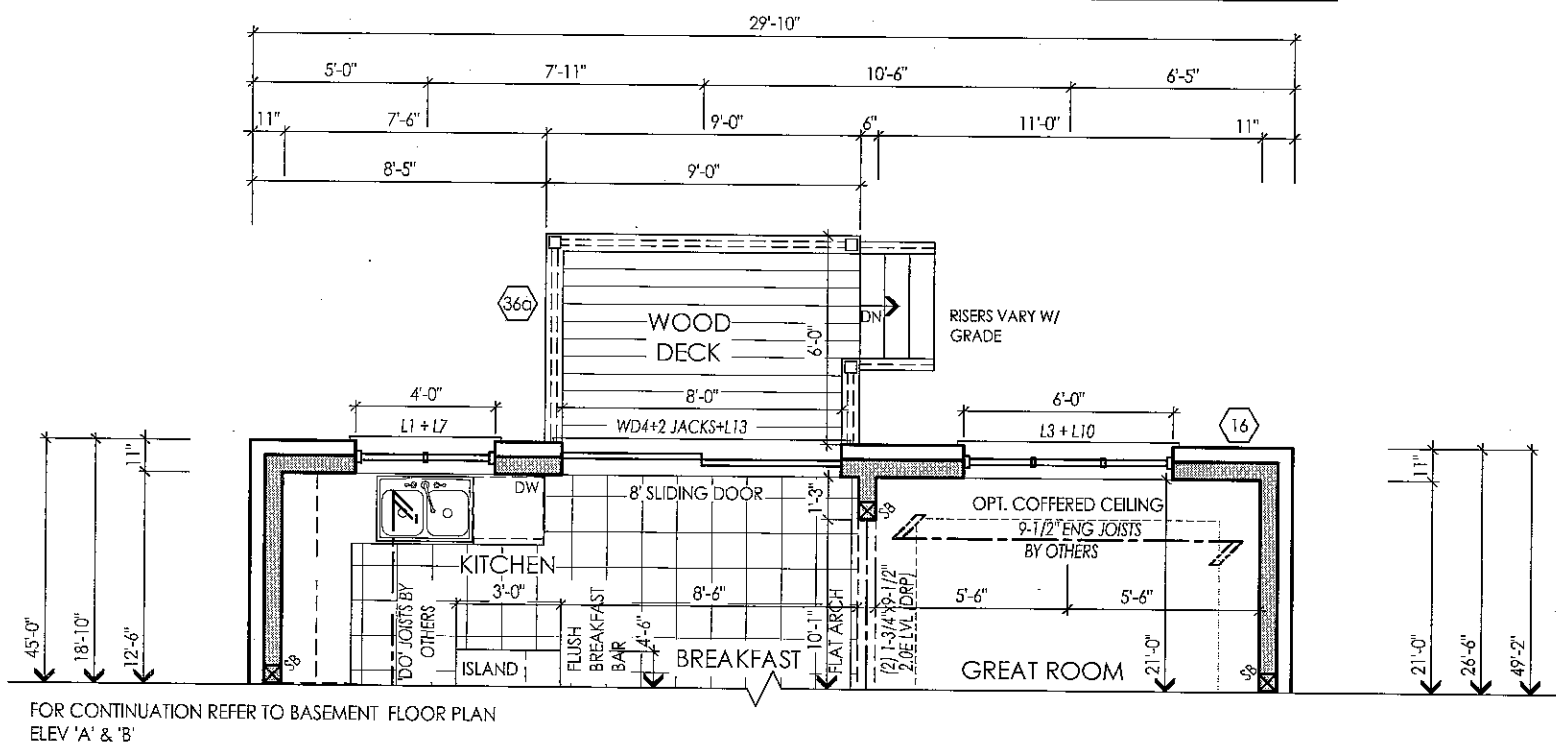 29'-10"
5'-0" 7'-11" 10'-6" 6'-5"
11" 7'-6" 9'-0" 6" 11'-0" 11"
8'-5" 9'-0"
36a
WOOD
DECK
6'-0"
DN
RISERS VARY W/
GRADE
4'-0" 8'-0" 6'-0"
L1 + L7 WD4+2 JACKS+L13 L3 + L10
16
11"
11"
DW
8' SLIDING DOOR
1'-3"
SB
OPT. COFFERED CEILING
9-1/2" ENG JOISTS
BY OTHERS
KITCHEN
3'-0" 8'-6" 5'-6" 5'-6"
'DO' JOISTS BY
OTHERS
FLUSH
BREAKFAST
BAR
4'-6"
10'-1"
FLAT ARCH
(2) 1-3/4"X9-1/2"
2.0E LVL (DRP)
45'-0"
18'-10"
12'-6"
SB
ISLAND
BREAKFAST
GREAT ROOM
21'-0"
SB
21'-0"
26'-6"
49'-2"
FOR CONTINUATION REFER TO BASEMENT FLOOR PLAN
ELEV 'A' & 'B'